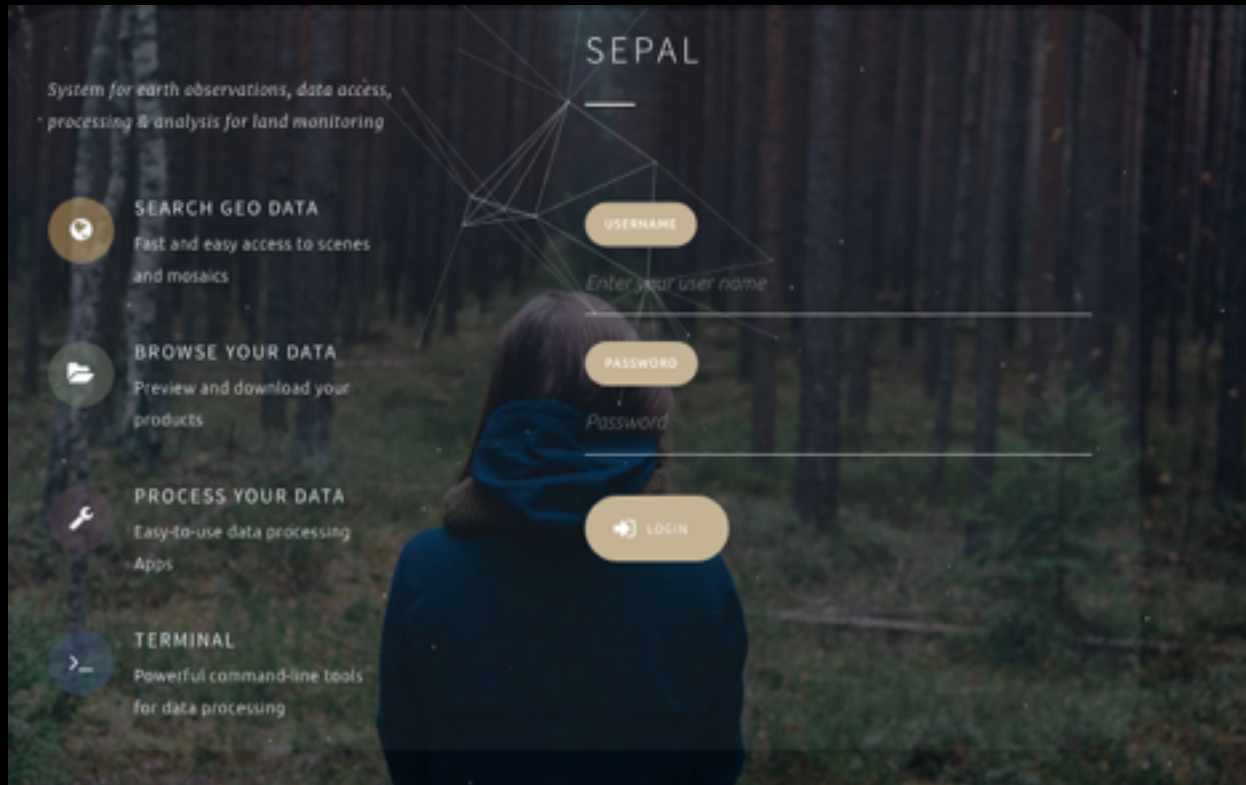 SEPAL
System for earth observations, data access,
processing & analysis for land monitoring
SEARCH GEO DATA
Fast and easy access to scenes
and mosaics
BROWSE YOUR DATA
Preview and download your
products
PROCESS YOUR DATA
Easy-to-use data processing
Apps
TERMINAL
Powerful command-line tools
for data processing
USERNAME
Enter your user name
PASSWORD
Password
LOGIN